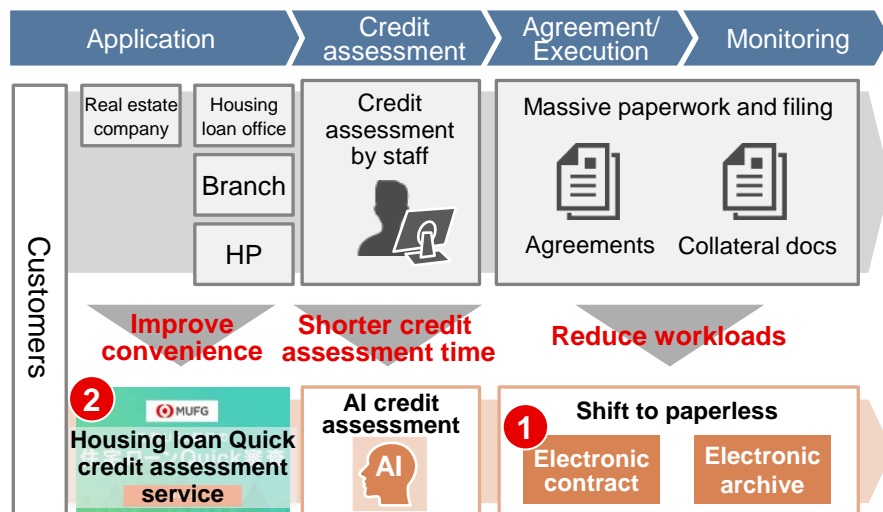 Application
Credit
assessment
Agreement/
Execution
Monitoring
Customers
Real estate
company
Housing
loan office
Branch
HP
Credit
assessment
by staff
Massive paperwork and filing
Agreements
Collateral docs
Improve
convenience
Shorter credit
assessment time
Reduce workloads
2
MUFG
Housing loan Quick
credit assessment
service
AI credit
assessment
AI
1
Shift to paperless
Electronic
contract
Electronic
archive